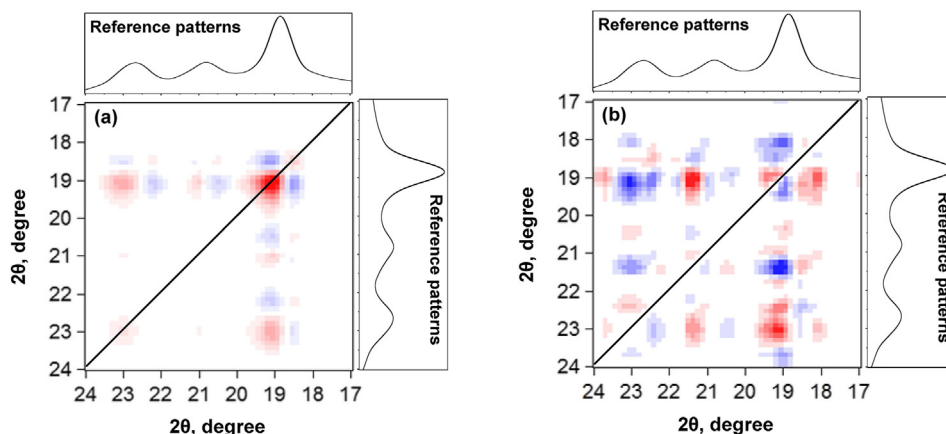 Reference patterns
(a)
17
18
19
20
21
22
23
24
2θ, degree
24 23 22 21 20 19 18 17
2θ, degree
Reference patterns
Reference patterns
(b)
17
18
19
20
21
22
23
24
2θ, degree
24 23 22 21 20 19 18 17
2θ, degree
Reference patterns